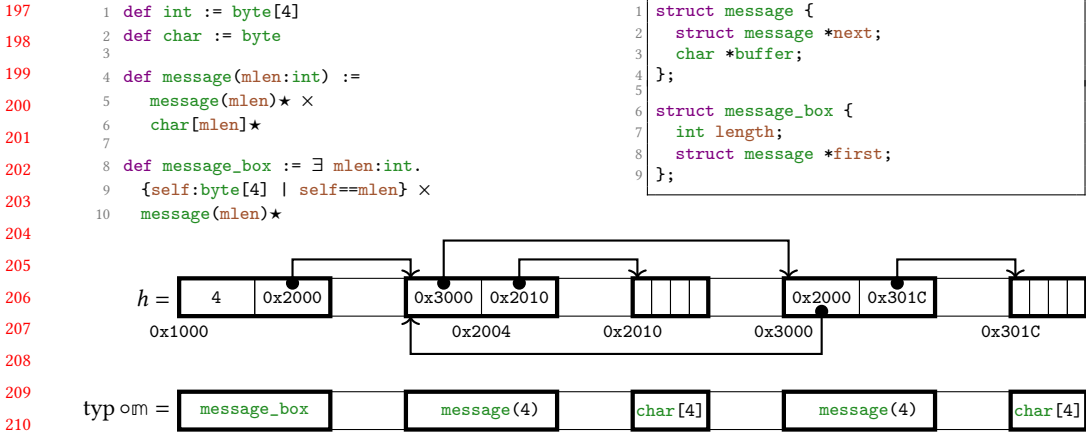 197
198
199
200
201
202
203
204
205
206
207
208
209
210
1 def int := byte[4]
2 def char := byte
3
4 def message(mlen:int) :=
5 message(mlen)★ ×
6 char[mlen]★
7
8 def message_box := ∃ mlen:int.
9 {self:byte[4] | self==mlen} ×
10 message(mlen)★
1 struct message {
2 struct message *next;
3 char *buffer;
4 };
5
6 struct message_box {
7 int length;
8 struct message *first;
9 };
h = 4 0x2000 0x3000 0x2010 0x2000 0x301C
0x1000 0x2004 0x2010 0x3000 0x301C
typ∘𝕞 = message_box message(4) char[4] message(4) char[4]